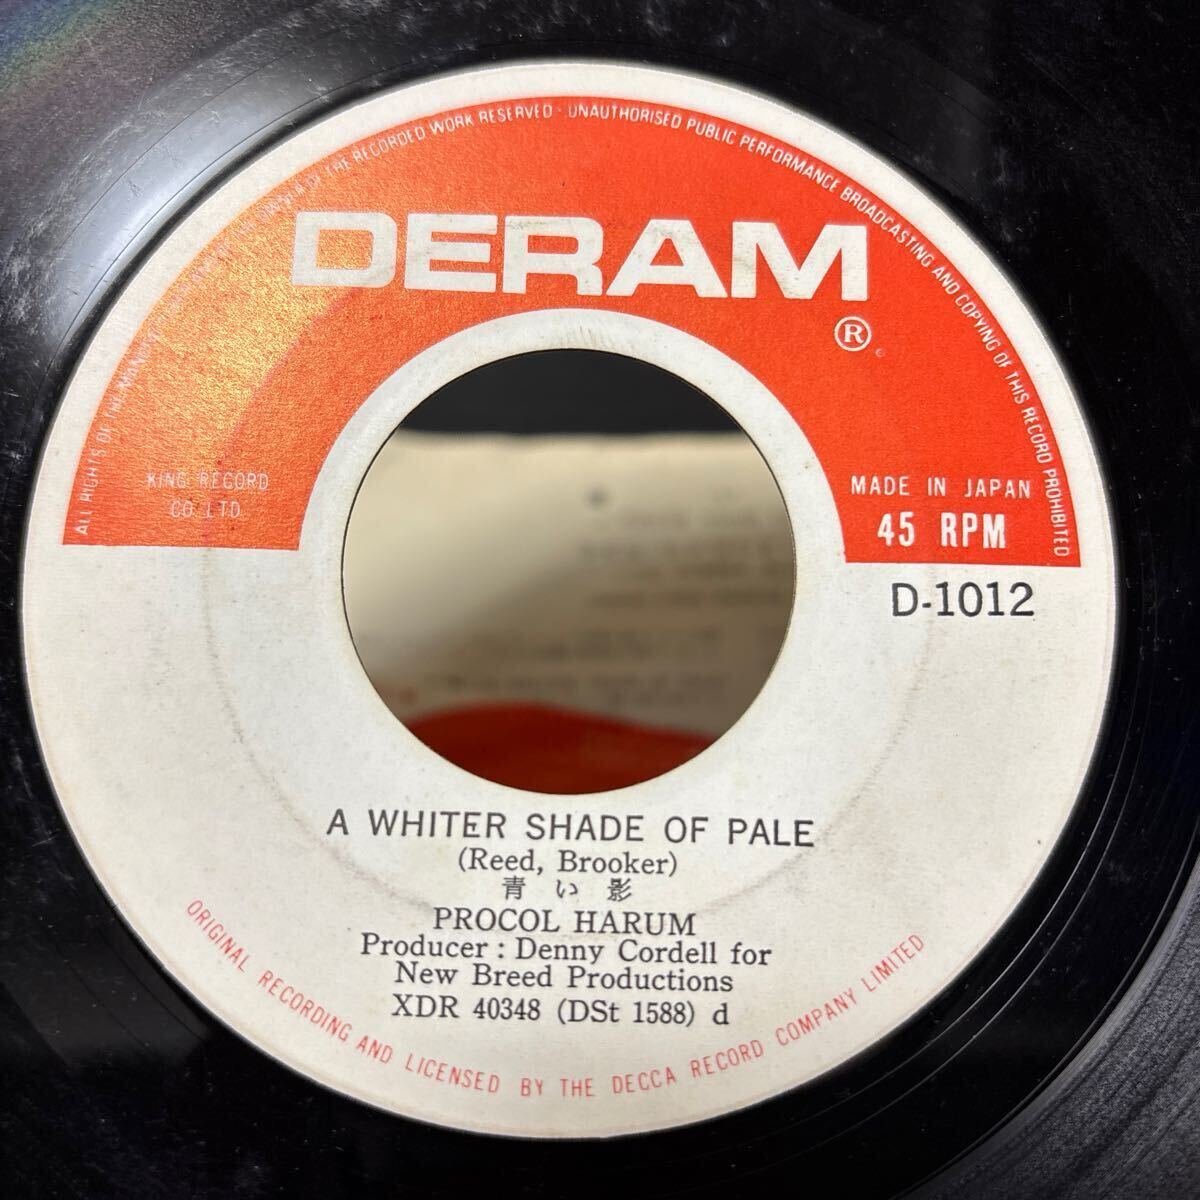 ALL RIGHTS OF THE MANUFACTURER AND OF THE OWNER OF THE RECORDED WORK RESERVED · UNAUTHORISED PUBLIC PERFORMANCE BROADCASTING AND COPYING OF THIS RECORD PROHIBITED
DERAM
®
KING RECORD
CO LTD.
MADE IN JAPAN
45 RPM
D-1012
A WHITER SHADE OF PALE
(Reed, Brooker)
青い影
PROCOL HARUM
Producer : Denny Cordell for
New Breed Productions
XDR 40348 (DSt 1588) d
ORIGINAL RECORDING AND LICENSED BY THE DECCA RECORD COMPANY LIMITED